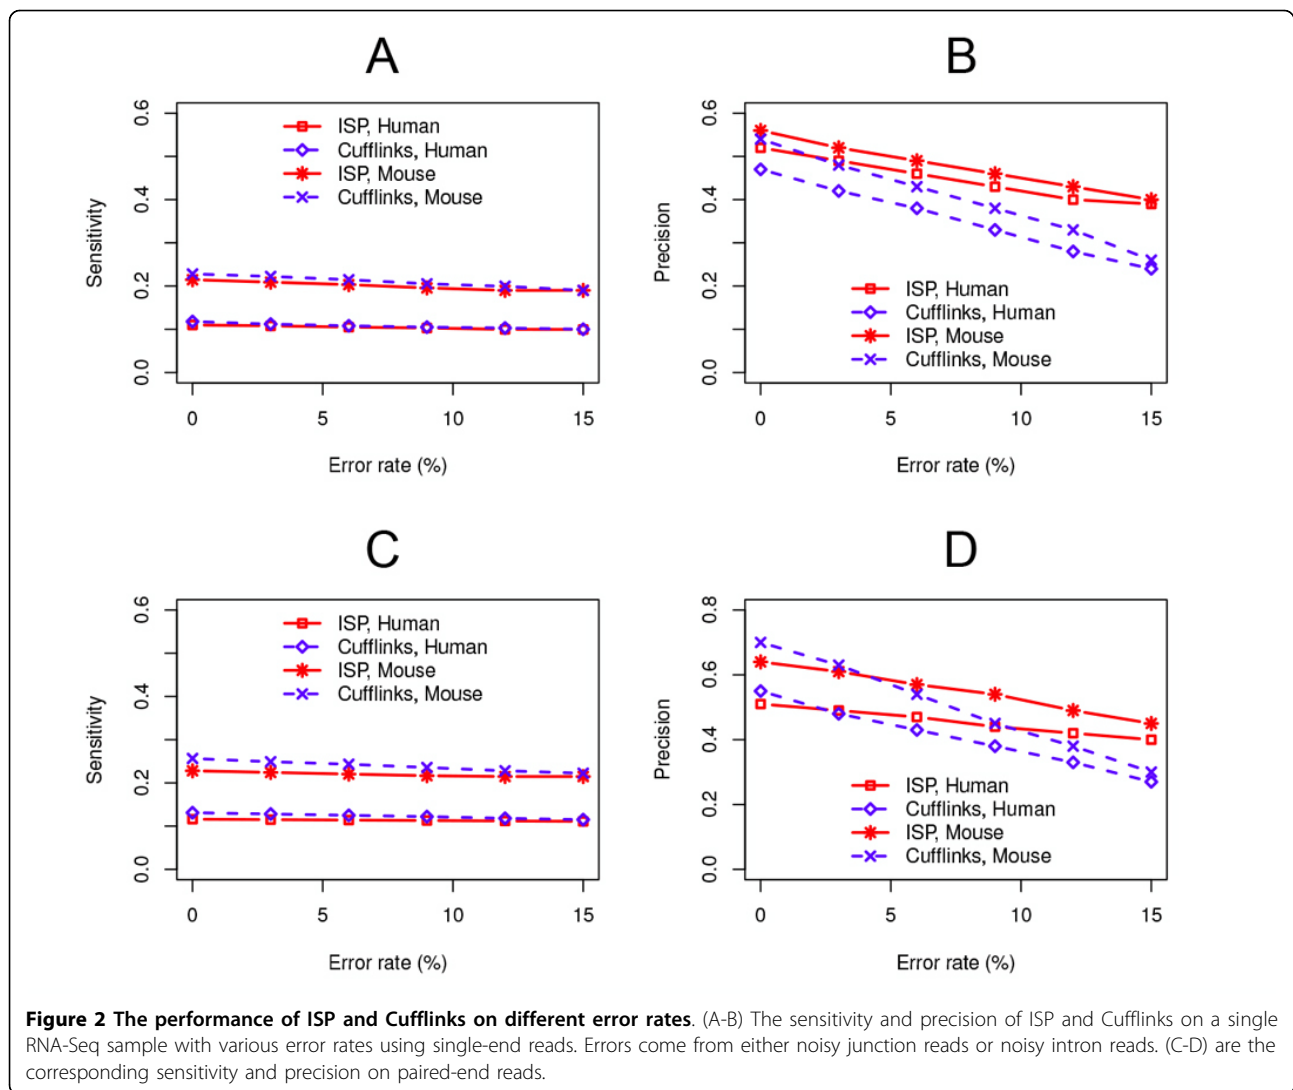 A
B
0.6
0.4
0.2
0.0
Sensitivity
ISP, Human
Cufflinks, Human
ISP, Mouse
Cufflinks, Mouse
0 5 10 15
Error rate (%)
0.6
0.4
0.2
0.0
Precision
ISP, Human
Cufflinks, Human
ISP, Mouse
Cufflinks, Mouse
0 5 10 15
Error rate (%)
C
D
0.6
0.4
0.2
0.0
Sensitivity
ISP, Human
Cufflinks, Human
ISP, Mouse
Cufflinks, Mouse
0 5 10 15
Error rate (%)
0.8
0.6
0.4
0.2
0.0
Precision
ISP, Human
Cufflinks, Human
ISP, Mouse
Cufflinks, Mouse
0 5 10 15
Error rate (%)
Figure 2 The performance of ISP and Cufflinks on different error rates. (A-B) The sensitivity and precision of ISP and Cufflinks on a single
RNA-Seq sample with various error rates using single-end reads. Errors come from either noisy junction reads or noisy intron reads. (C-D) are the
corresponding sensitivity and precision on paired-end reads.